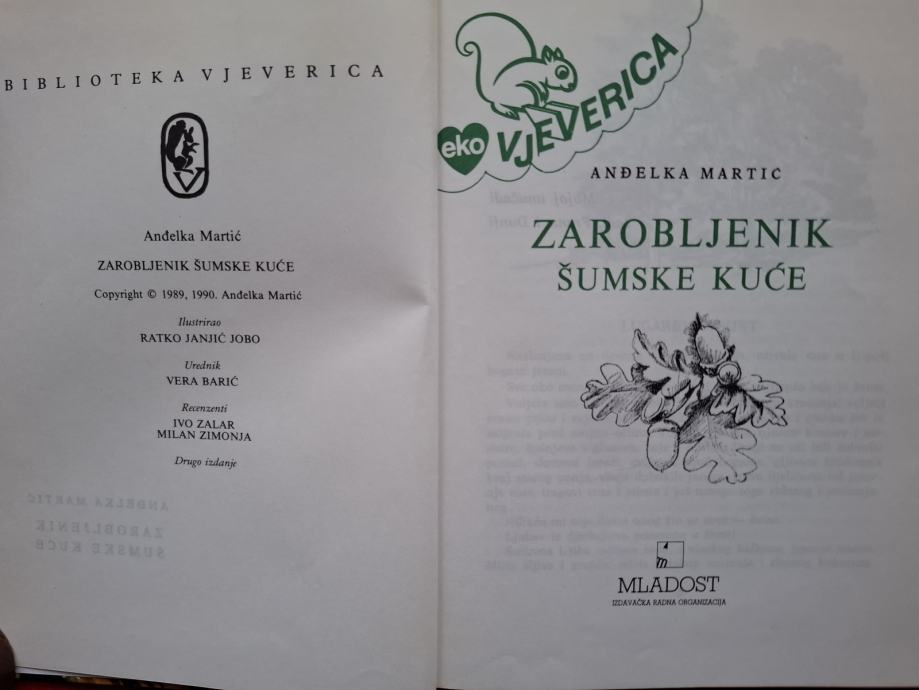 BIBLIOTEKA VJEVERICA
Anđelka Martić
ZAROBLJENIK ŠUMSKE KUĆE
Copyright © 1989, 1990. Anđelka Martić
Ilustrirao
RATKO JANJIĆ JOBO
Urednik
VERA BARIĆ
Recenzenti
IVO ZALAR
MILAN ZIMONJA
Drugo izdanje
eko VJEVERICA
ANĐELKA MARTIĆ
ZAROBLJENIK
ŠUMSKE KUĆE
MLADOST
IZDAVAČKA RADNA ORGANIZACIJA